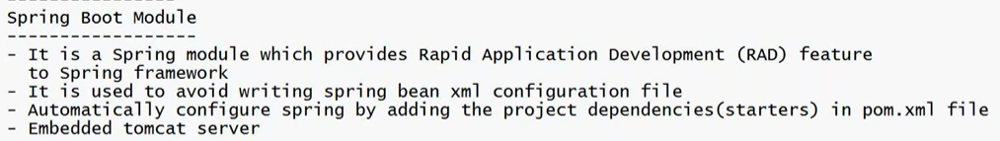 -----------------
Spring Boot Module
------------------
- It is a Spring module which provides Rapid Application Development (RAD) feature
  to Spring framework
- It is used to avoid writing spring bean xml configuration file
- Automatically configure spring by adding the project dependencies(starters) in pom.xml file
- Embedded tomcat server